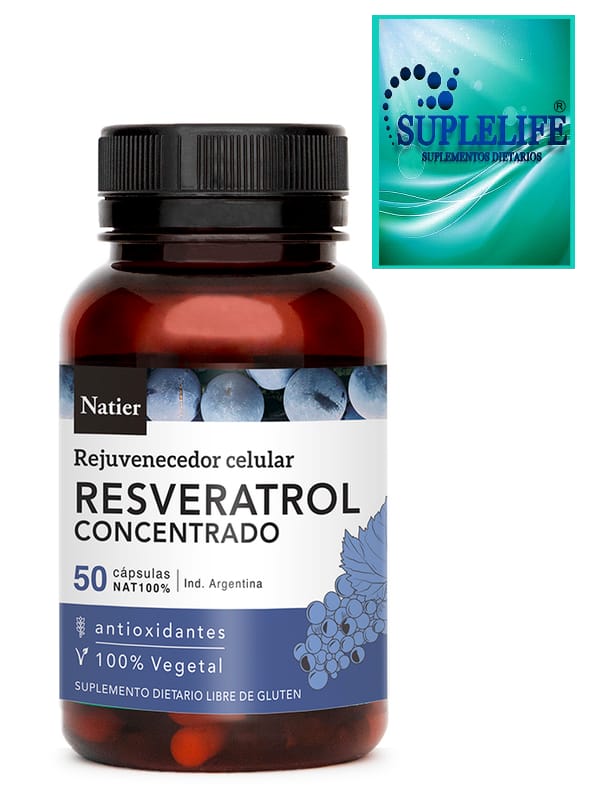 SUPLELIFE®
SUPLEMENTOS DIETARIOS
Natier
Rejuvenecedor celular
RESVERATROL
CONCENTRADO
50 cápsulas
NAT100%
Ind. Argentina
antioxidantes
100% Vegetal
SUPLEMENTO DIETARIO LIBRE DE GLUTEN